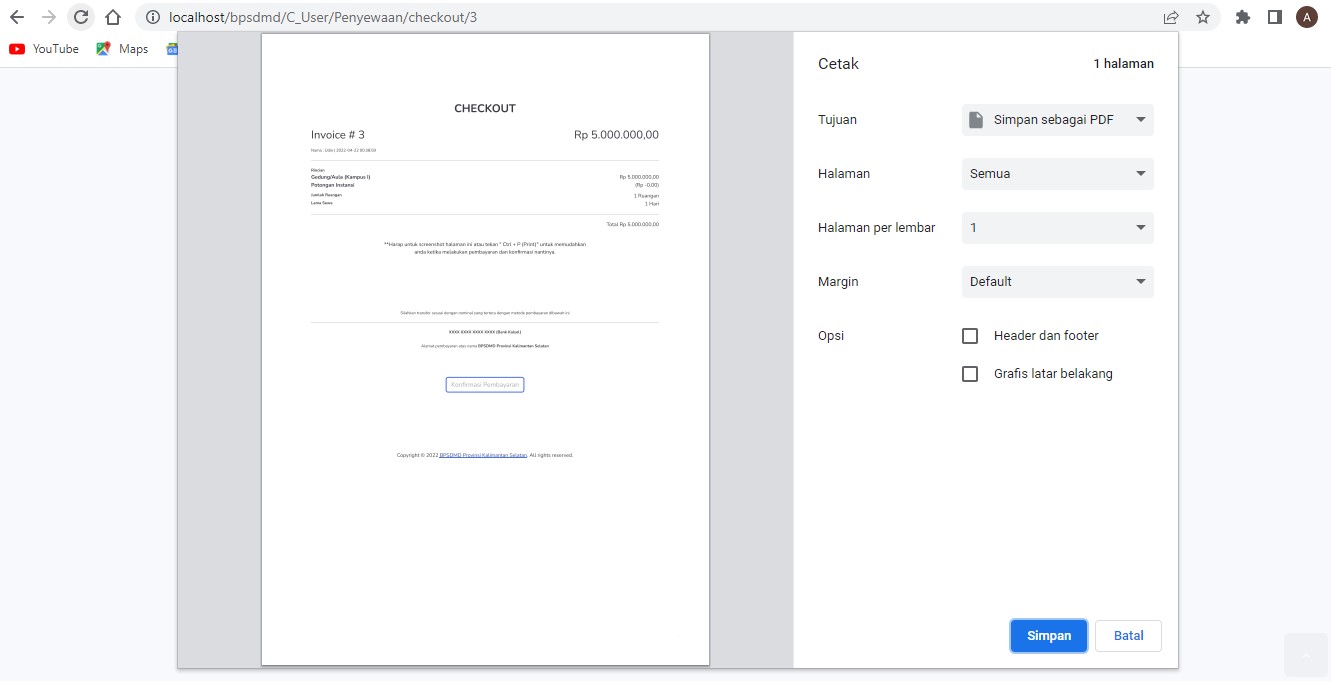 localhost/bpsdmd/C_User/Penyewaan/checkout/3
A
YouTube
Maps
CHECKOUT
Invoice # 3
Rp 5.000.000,00
2022-04-22
Rincian
Gedung/Aula (Kampus I)
Rp 5.000.000,00
Potongan Instansi
(Rp -0,00)
Jumlah Ruangan
1 Ruangan
Lama Sewa
1 Hari
Total Rp 5.000.000,00
**Harap untuk screenshot halaman ini atau tekan " Ctrl + P (Print)" untuk memudahkan
anda ketika melakukan pembayaran dan konfirmasi nantinya.
Silahkan transfer sesuai dengan nominal yang tertera dengan metode pembayaran dibawah ini
XXXX XXXX XXXX XXXX (Bank Kalsel)
Alamat pembayaran atas nama BPSDMD Provinsi Kalimantan Selatan
Konfirmasi Pembayaran
Copyright © 2022 BPSDMD Provinsi Kalimantan Selatan. All rights reserved.
Cetak
1 halaman
Tujuan
Simpan sebagai PDF
Halaman
Semua
Halaman per lembar
1
Margin
Default
Opsi
Header dan footer
Grafis latar belakang
Simpan
Batal